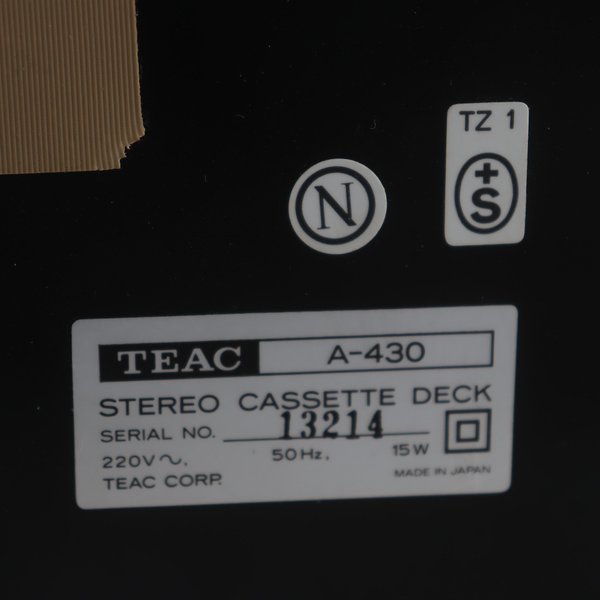 TZ 1
+
S
N
TEAC A-430
STEREO CASSETTE DECK
SERIAL NO. 13214
220V～, 50Hz, 15W
TEAC CORP. MADE IN JAPAN